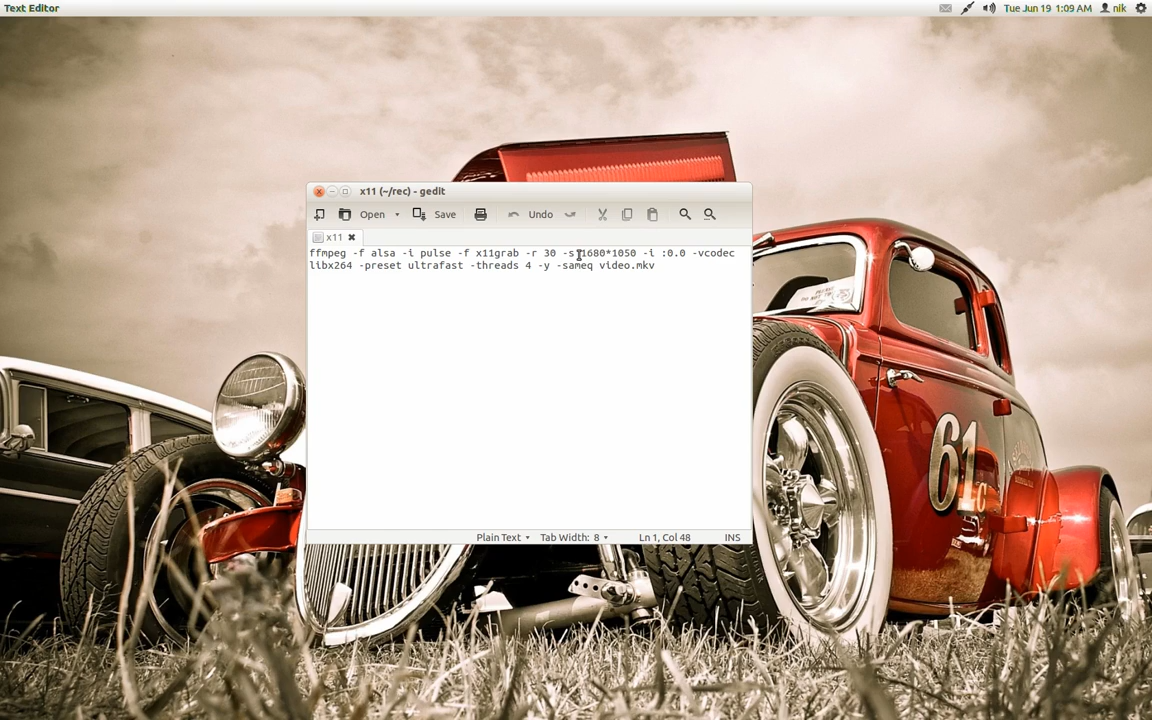 Text Editor
Tue Jun 19 1:09 AM nik
x11 (~/rec) - gedit
Open Save Undo
x11
ffmpeg -f alsa -i pulse -f x11grab -r 30 -s 1680*1050 -i :0.0 -vcodec
libx264 -preset ultrafast -threads 4 -y -sameq video.mkv
61c
Plain Text Tab Width: 8 Ln 1, Col 48 INS